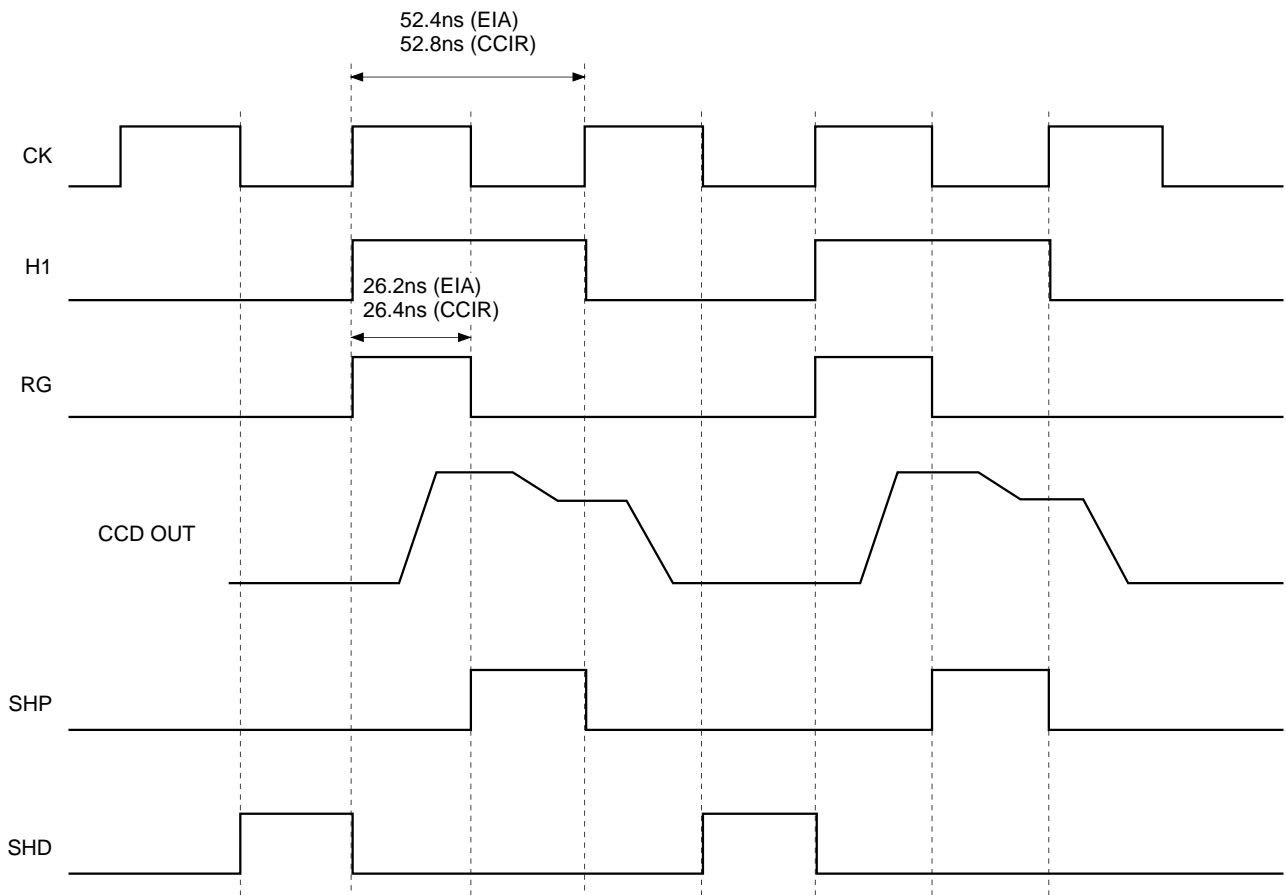 52.4ns (EIA)
52.8ns (CCIR)
CK
H1
26.2ns (EIA)
26.4ns (CCIR)
RG
CCD OUT
SHP
SHD